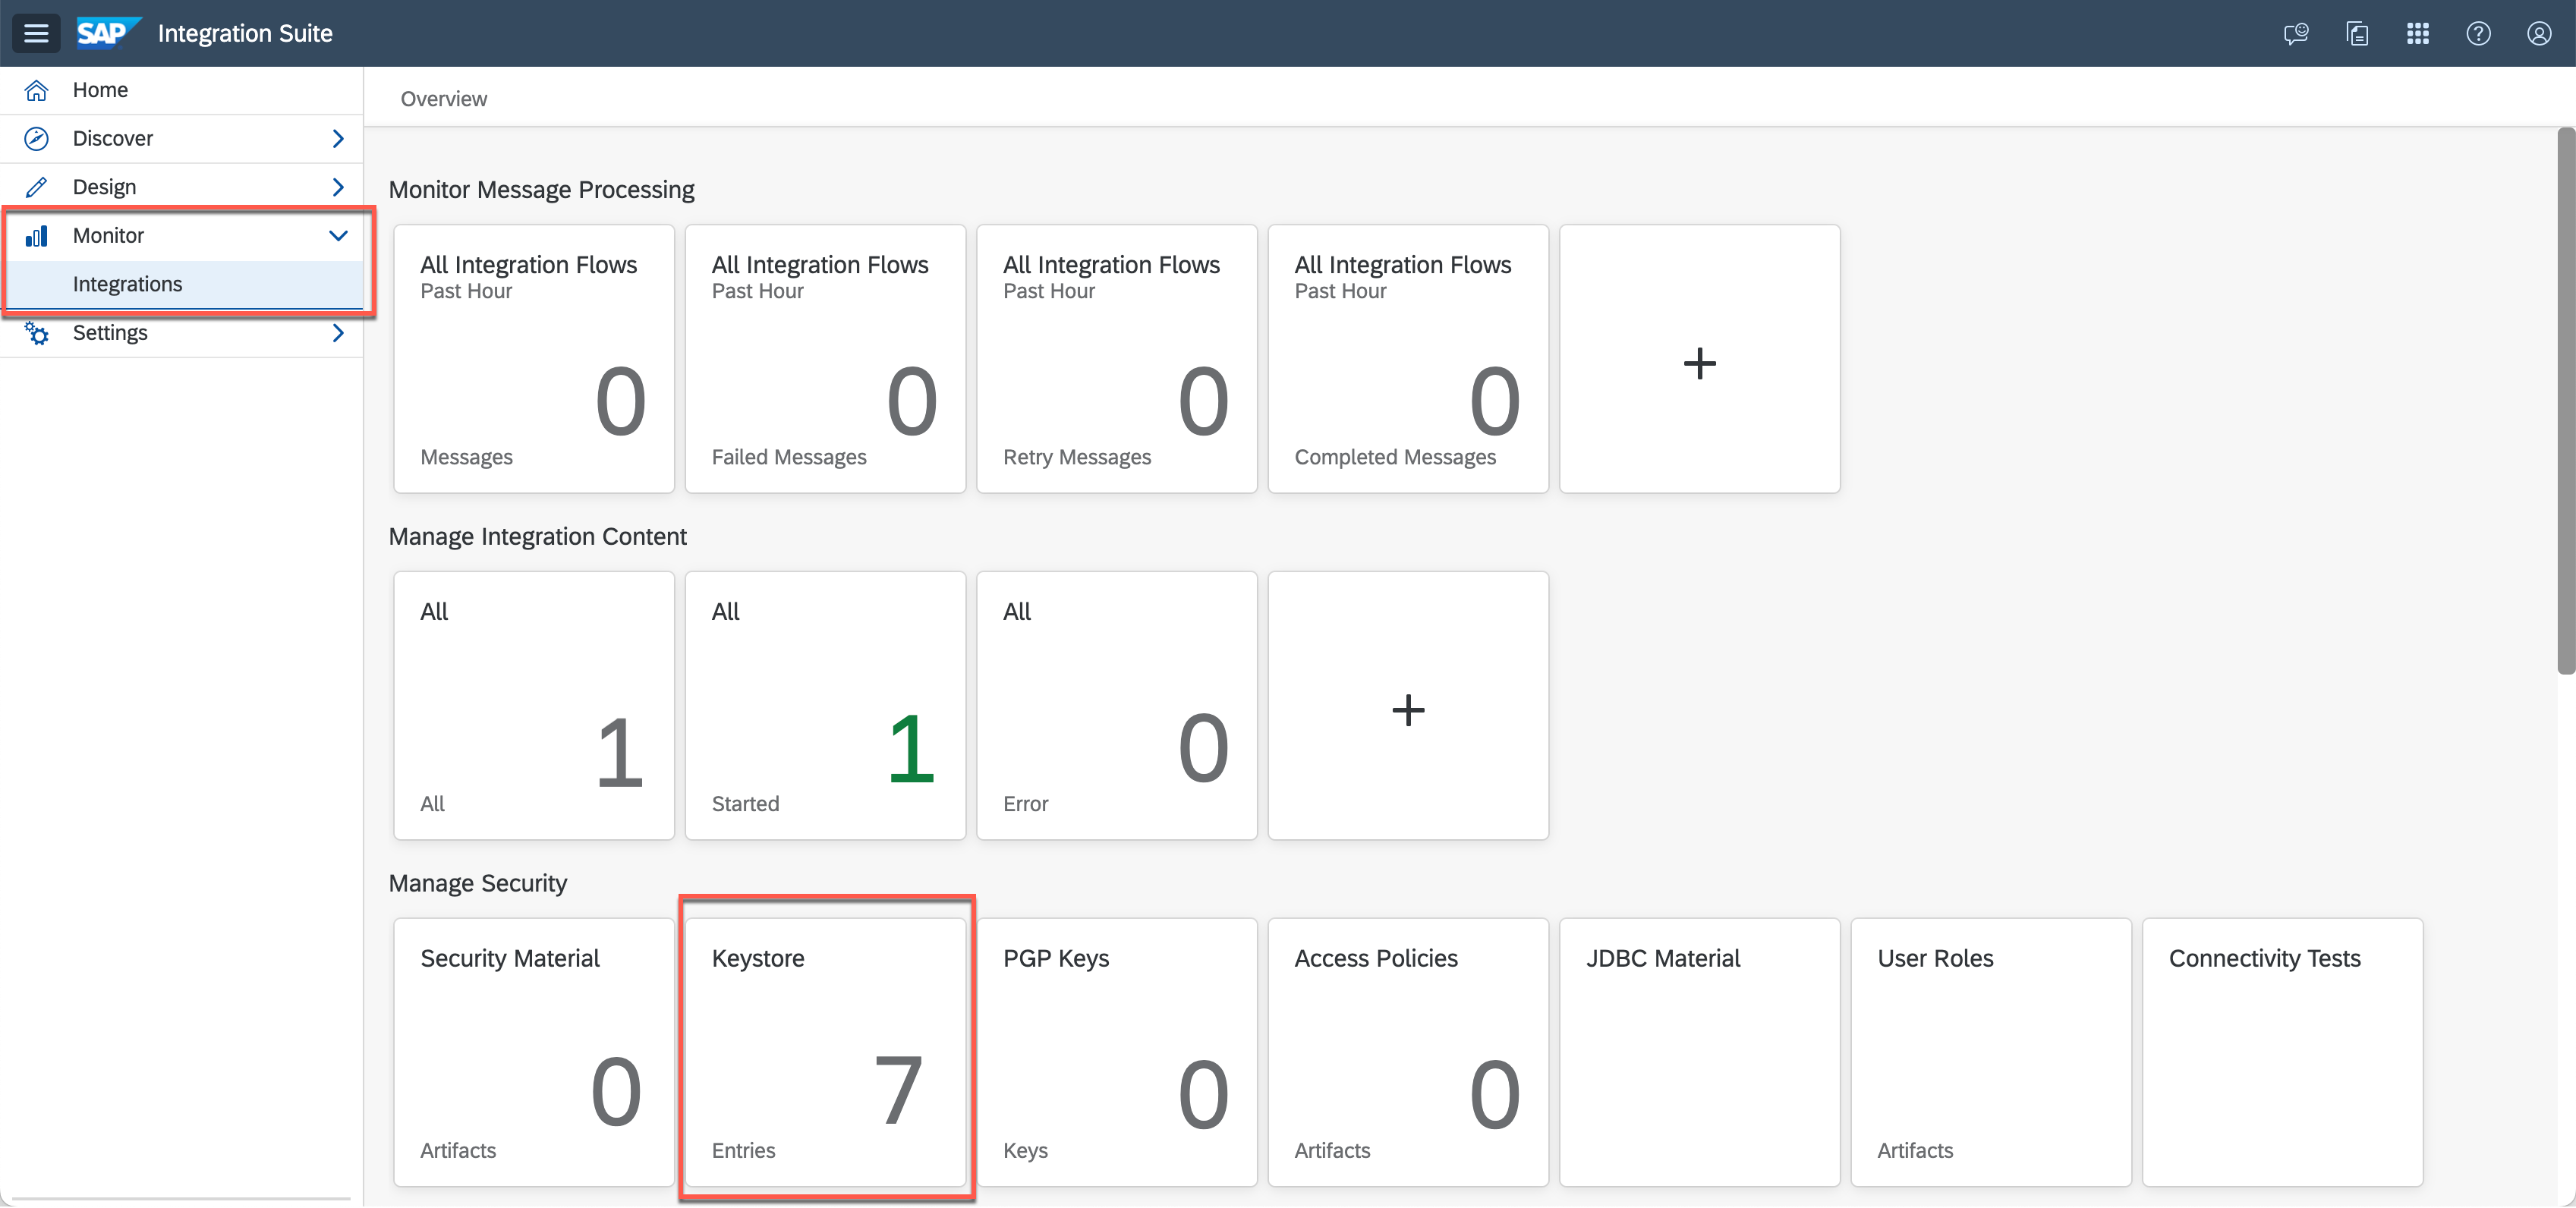 SAP Integration Suite
Home
Discover
Design
Monitor
Integrations
Settings
Overview
Monitor Message Processing
All Integration Flows
Past Hour
0
Messages
All Integration Flows
Past Hour
0
Failed Messages
All Integration Flows
Past Hour
0
Retry Messages
All Integration Flows
Past Hour
0
Completed Messages
+
Manage Integration Content
All
1
All
All
1
Started
All
0
Error
+
Manage Security
Security Material
0
Artifacts
Keystore
7
Entries
PGP Keys
0
Keys
Access Policies
0
Artifacts
JDBC Material
User Roles
Artifacts
Connectivity Tests